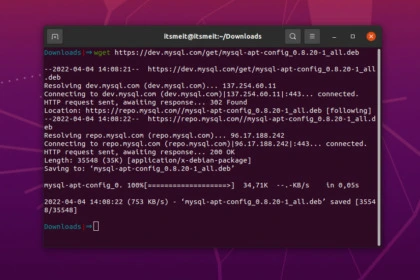 itsmeit@itsmeit:~/Downloads
Downloads wget https://dev.mysql.com/get/mysql-apt-config_0.8.20-1_all.deb
--2022-04-04 14:08:21--  https://dev.mysql.com/get/mysql-apt-config_0.8.20-1_all
.deb
Resolving dev.mysql.com (dev.mysql.com)... 137.254.60.11
Connecting to dev.mysql.com (dev.mysql.com)|137.254.60.11|:443... connected.
HTTP request sent, awaiting response... 302 Found
Location: https://repo.mysql.com//mysql-apt-config_0.8.20-1_all.deb [following]
--2022-04-04 14:08:22--  https://repo.mysql.com//mysql-apt-config_0.8.20-1_all.d
eb
Resolving repo.mysql.com (repo.mysql.com)... 96.17.188.242
Connecting to repo.mysql.com (repo.mysql.com)|96.17.188.242|:443... connected.
HTTP request sent, awaiting response... 200 OK
Length: 35548 (35K) [application/x-debian-package]
Saving to: ‘mysql-apt-config_0.8.20-1_all.deb’
mysql-apt-config_0. 100%[===================>]  34,71K  --.-KB/s    in 0,05s
2022-04-04 14:08:22 (753 KB/s) - ‘mysql-apt-config_0.8.20-1_all.deb’ saved [3554
8/35548]
Downloads